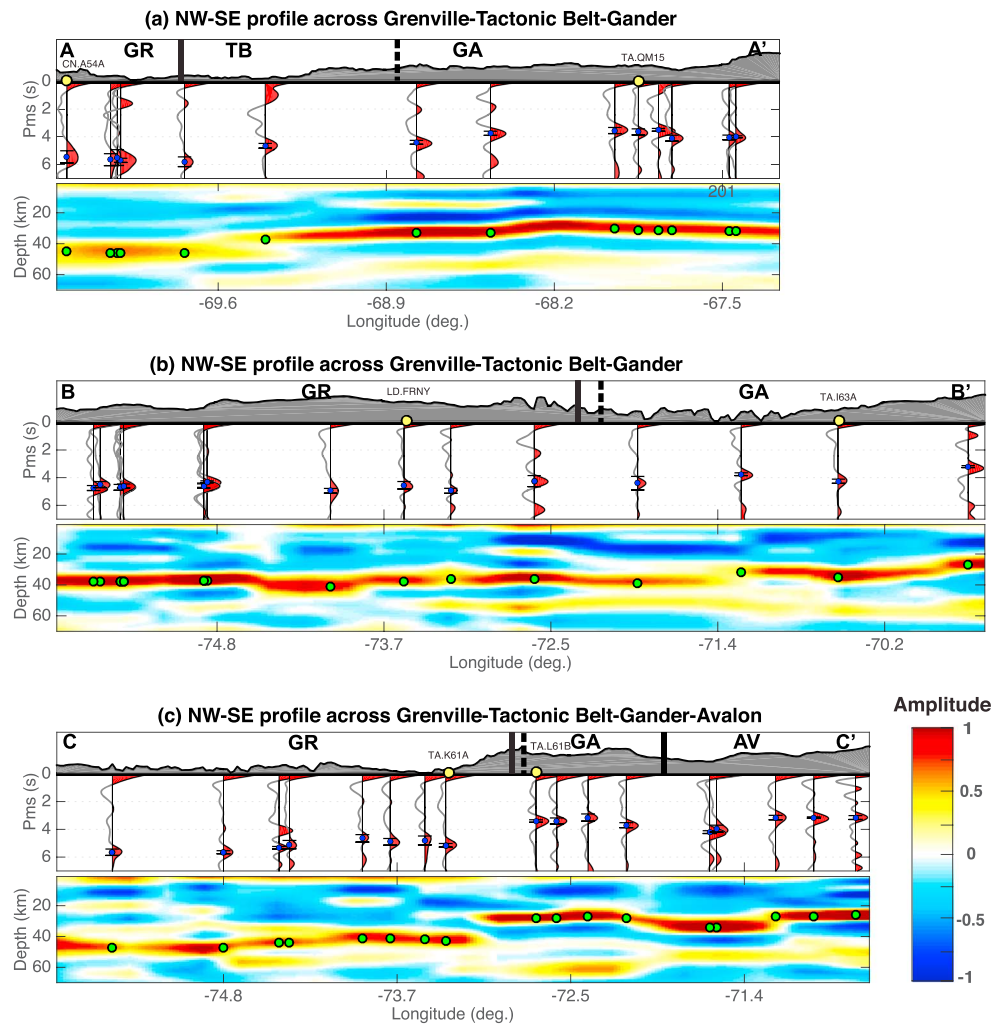 (a) NW-SE profile across Grenville-Tactonic Belt-Gander
A GR TB GA A’
CN.A54A TA.QM15
0
2
4
6
Pms (s)
201
20
40
60
Depth (km)
-69.6 -68.9 -68.2 -67.5
Longitude (deg.)
(b) NW-SE profile across Grenville-Tactonic Belt-Gander
B GR LD.FRNY GA TA.I63A B’
0
2
4
6
Pms (s)
20
40
60
Depth (km)
-74.8 -73.7 -72.5 -71.4 -70.2
Longitude (deg.)
(c) NW-SE profile across Grenville-Tactonic Belt-Gander-Avalon
C GR TA.K61A TA.L61B GA AV C’
0
2
4
6
Pms (s)
20
40
60
Depth (km)
-74.8 -73.7 -72.5 -71.4
Longitude (deg.)
Amplitude
1
0.5
0
-0.5
-1